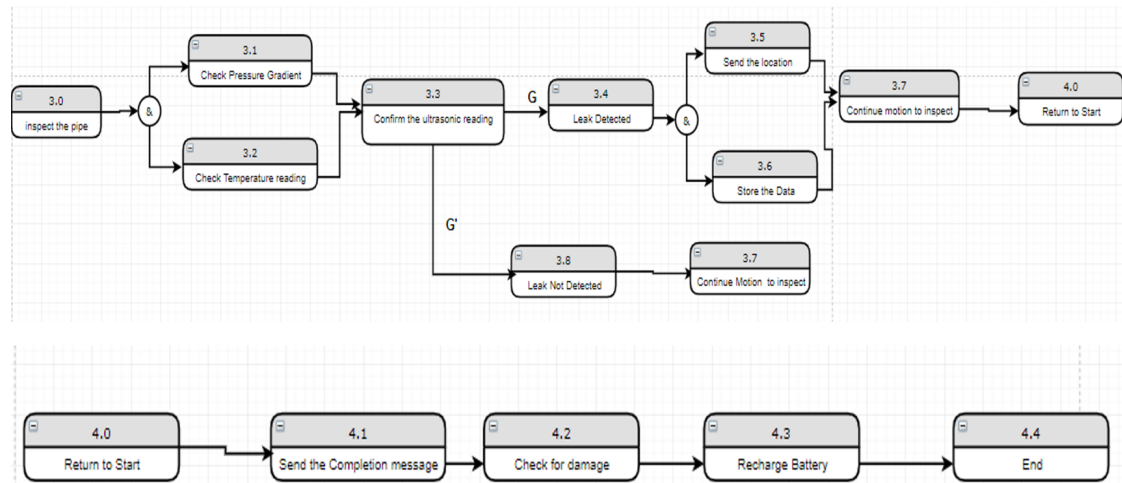 3.0
inspect the pipe
&
3.1
Check Pressure Gradient
3.2
Check Temperature reading
3.3
Confirm the ultrasonic reading
G
3.4
Leak Detected
&
3.5
Send the location
3.6
Store the Data
3.7
Continue motion to inspect
4.0
Return to Start
G'
3.8
Leak Not Detected
3.7
Continue Motion to inspect
4.0
Return to Start
4.1
Send the Completion message
4.2
Check for damage
4.3
Recharge Battery
4.4
End